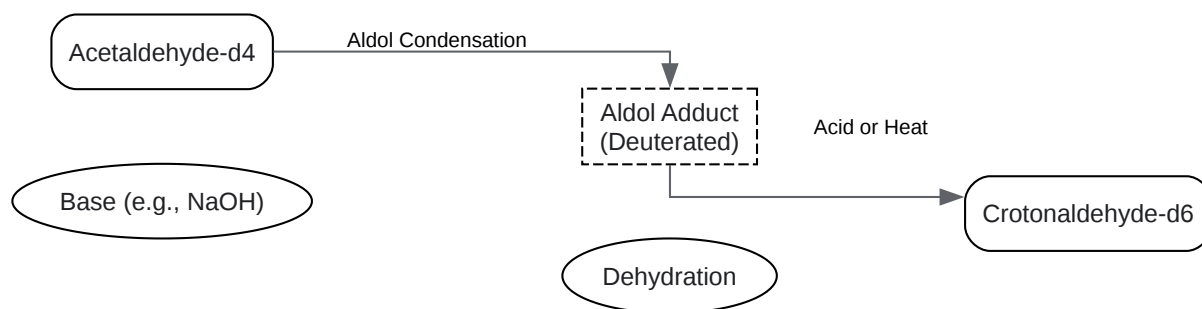 Acetaldehyde-d4
Aldol Condensation
Aldol Adduct
(Deuterated)
Acid or Heat
Base (e.g., NaOH)
Crotonaldehyde-d6
Dehydration